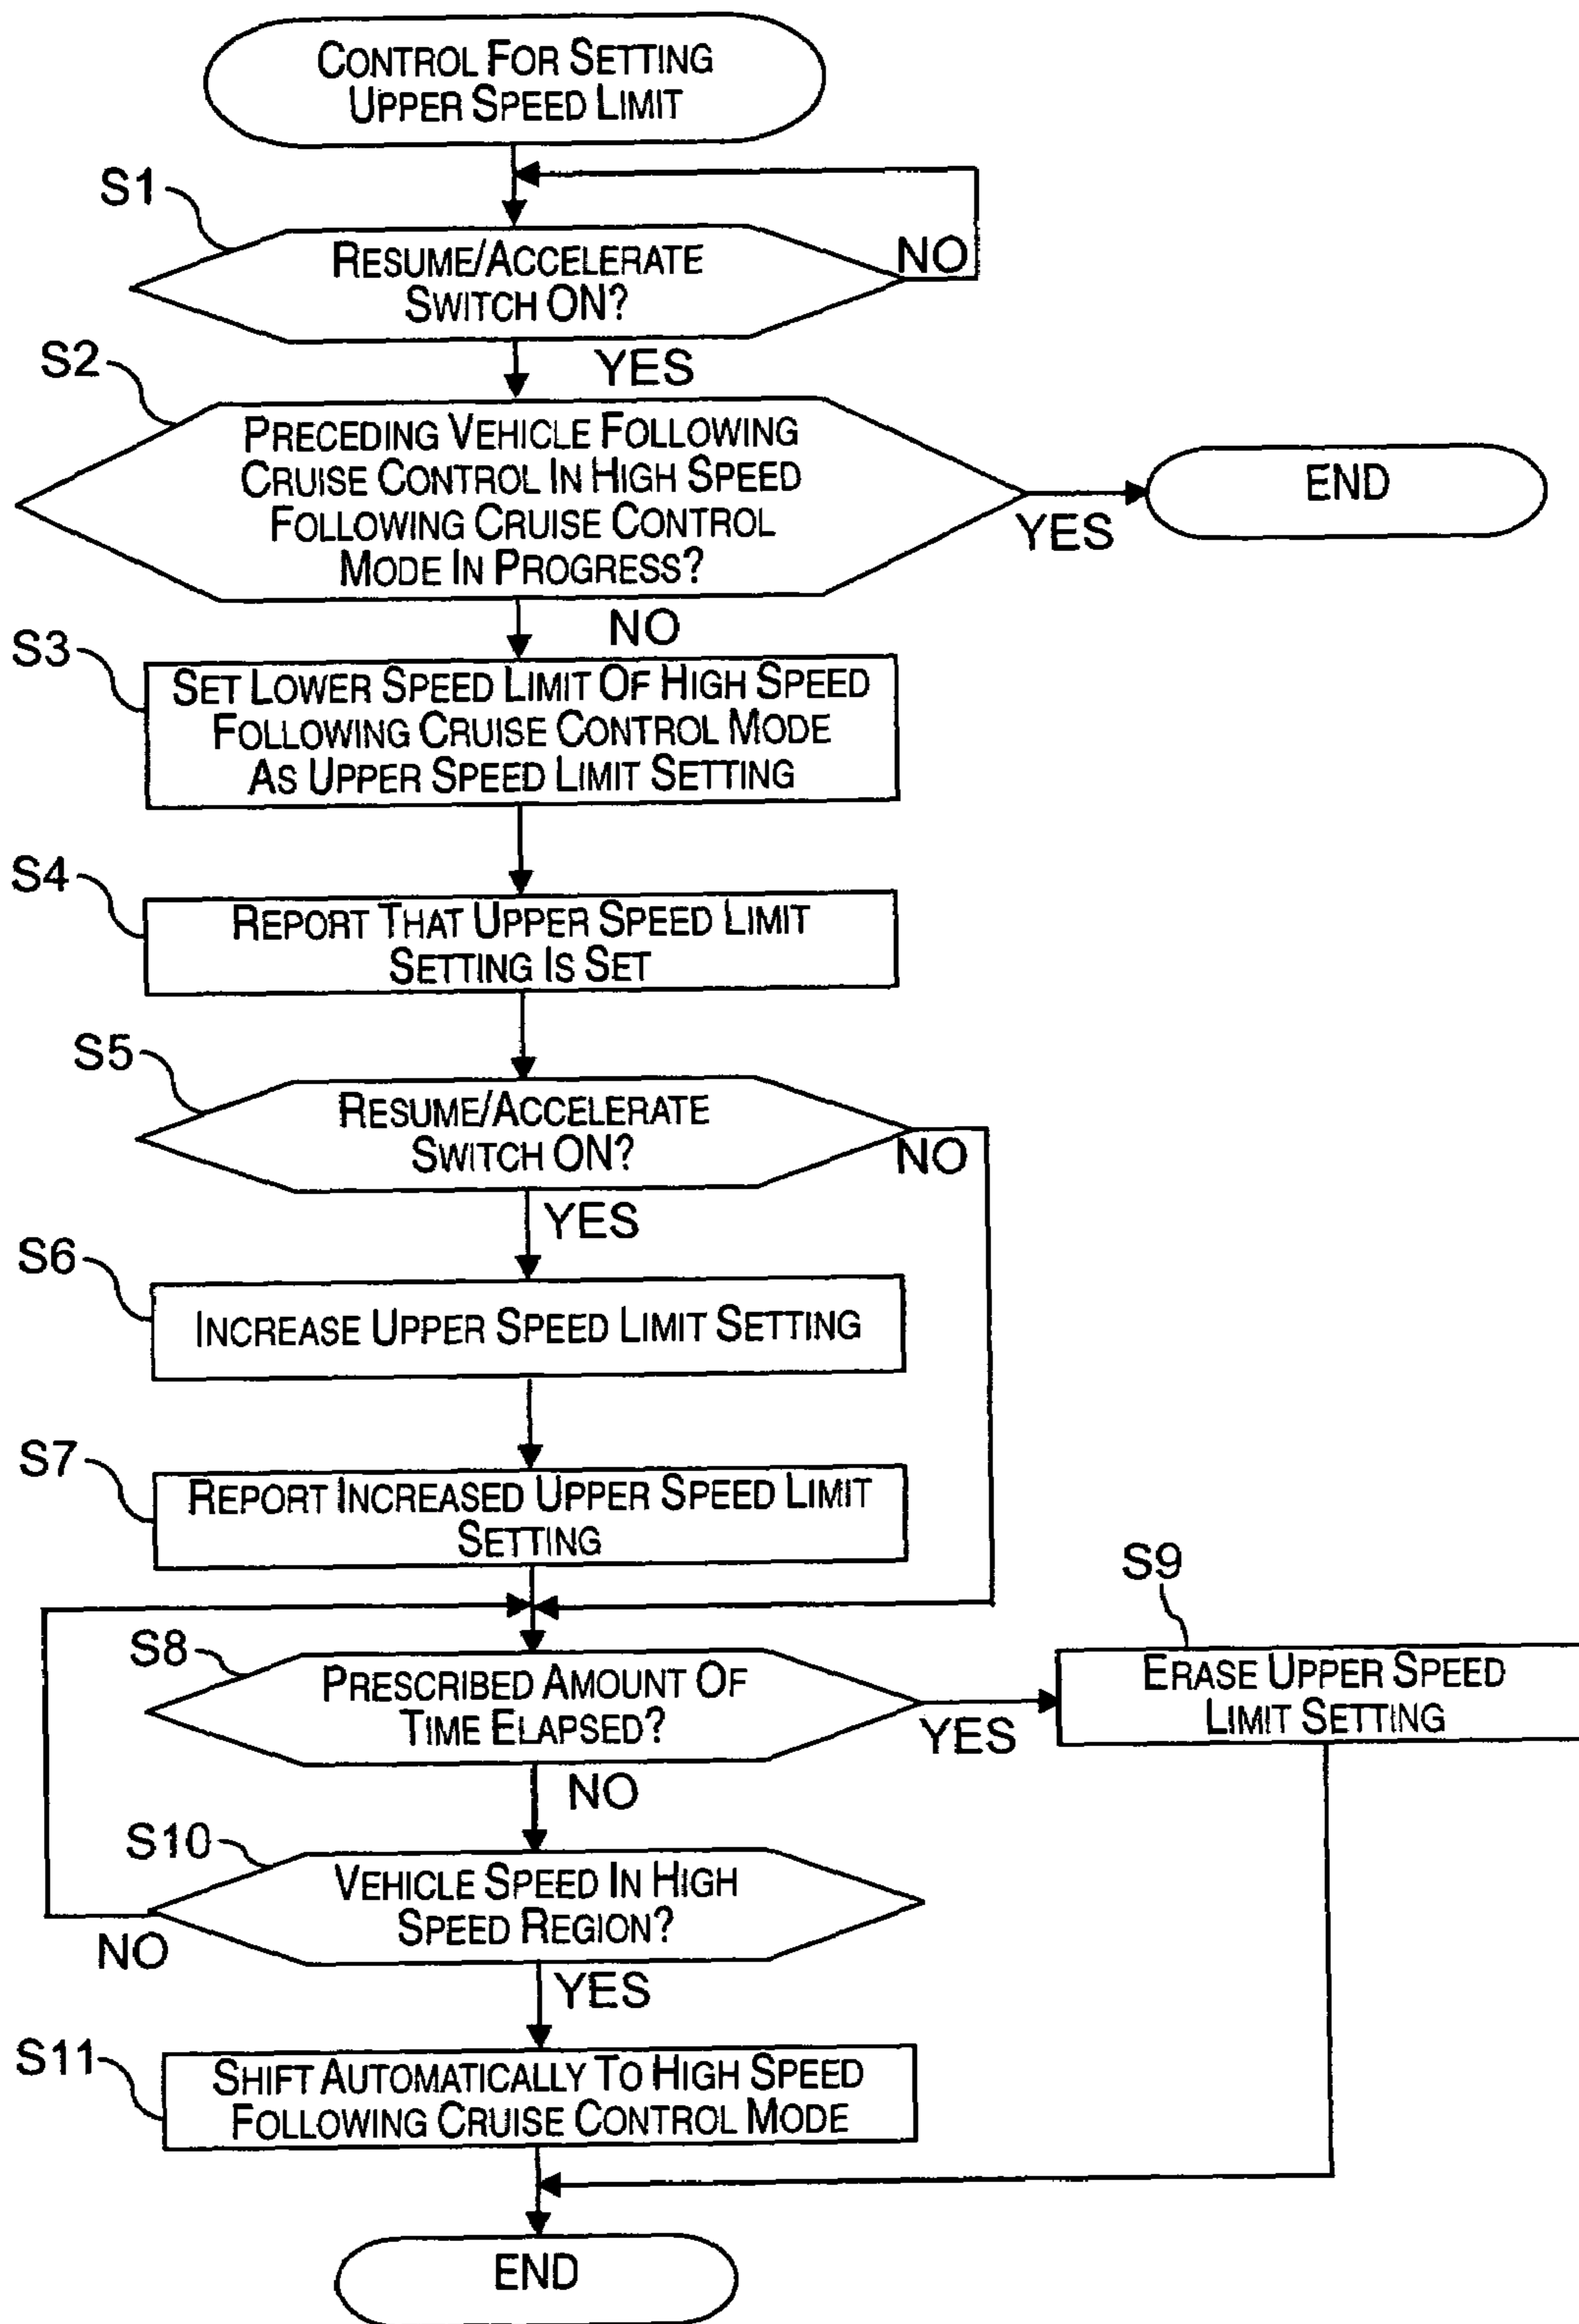 CONTROL FOR SETTING
UPPER SPEED LIMIT
S1
RESUME/ACCELERATE
SWITCH ON?
NO
YES
S2
PRECEDING VEHICLE FOLLOWING
CRUISE CONTROL IN HIGH SPEED
FOLLOWING CRUISE CONTROL
MODE IN PROGRESS?
YES
END
NO
S3
SET LOWER SPEED LIMIT OF HIGH SPEED
FOLLOWING CRUISE CONTROL MODE
AS UPPER SPEED LIMIT SETTING
S4
REPORT THAT UPPER SPEED LIMIT
SETTING IS SET
S5
RESUME/ACCELERATE
SWITCH ON?
NO
YES
S6
INCREASE UPPER SPEED LIMIT SETTING
S7
REPORT INCREASED UPPER SPEED LIMIT
SETTING
S8
PRESCRIBED AMOUNT OF
TIME ELAPSED?
YES
S9
ERASE UPPER SPEED
LIMIT SETTING
NO
S10
VEHICLE SPEED IN HIGH
SPEED REGION?
NO
YES
S11
SHIFT AUTOMATICALLY TO HIGH SPEED
FOLLOWING CRUISE CONTROL MODE
END